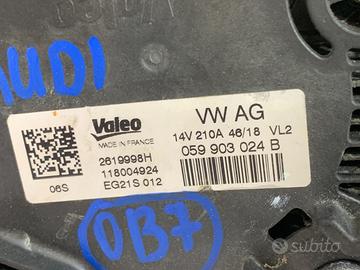 AUDI
Valeo
MADE IN FRANCE
VW AG
14V 210A 46/18 VL2
2619998H
059 903 024 B
118004924
06S
EG21S 012
0B7
subito